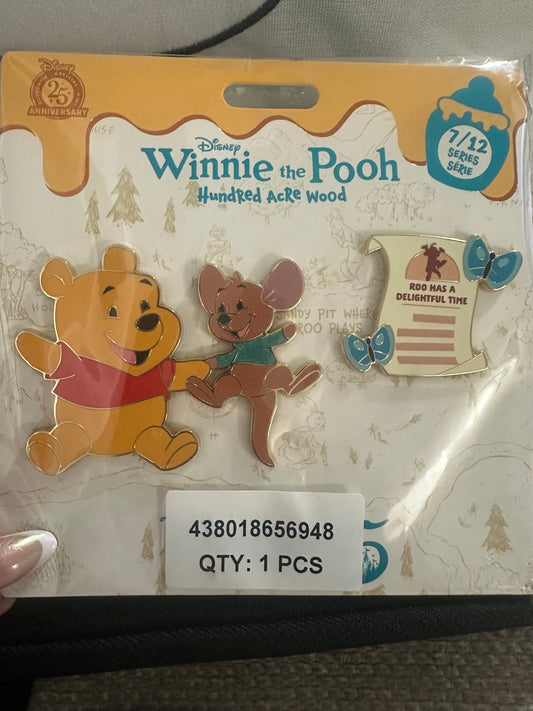 Disney
25
ANNIVERSARY
USE
Disney
Winnie the Pooh
Hundred Acre Wood
7/12
SERIES
SÉRIE
ROO HAS A
DELIGHTFUL TIME
SANDY PIT WHERE
ROO PLAYS
438018656948
QTY: 1 PCS